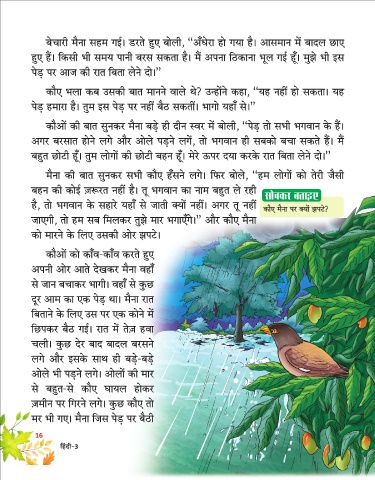 बेचारी मैना सहम गई। डरते हुए बोली, “अँधेरा हो गया है। आसमान में बादल छाए
हुए हैं। किसी भी समय पानी बरस सकता है। मैं अपना ठिकाना भूल गई हूँ। मुझे भी इस
पेड़ पर आज की रात बिता लेने दो।”
कौए भला कब उसकी बात मानने वाले थे? उन्होंने कहा, “यह नहीं हो सकता। यह
पेड़ हमारा है। तुम इस पेड़ पर नहीं बैठ सकतीं। भागो यहाँ से।”
कौओं की बात सुनकर मैना बड़े ही दीन स्वर में बोली, “पेड़ तो सभी भगवान के हैं।
अगर बरसात होने लगे और ओले पड़ने लगें, तो भगवान ही सबको बचा सकते हैं। मैं
बहुत छोटी हूँ। तुम लोगों की छोटी बहन हूँ। मेरे ऊपर दया करके रात बिता लेने दो।”
मैना की बात सुनकर सभी कौए हँसने लगे। फिर बोले, “हम लोगों को तेरी जैसी
बहन की कोई ज़रूरत नहीं है। तू भगवान का नाम बहुत ले रही
है, तो भगवान के सहारे यहाँ से जाती क्यों नहीं। अगर तू नहीं
जाएगी, तो हम सब मिलकर तुझे मार भगाएँगे।” और कौए मैना
को मारने के लिए उसकी ओर झपटे।
सोचकर बताइए
कौए मैना पर क्यों झपटे?
कौओं को काँव-काँव करते हुए
अपनी ओर आते देखकर मैना वहाँ
से जान बचाकर भागी। वहाँ से कुछ
दूर आम का एक पेड़ था। मैना रात
बिताने के लिए उस पर एक कोने में
छिपकर बैठ गई। रात में तेज़ हवा
चली। कुछ देर बाद बादल बरसने
लगे और इसके साथ ही बड़े-बड़े
ओले भी पड़ने लगे। ओलों की मार
से बहुत-से कौए घायल होकर
ज़मीन पर गिरने लगे। कुछ कौए तो
मर भी गए। मैना जिस पेड़ पर बैठी
16
हिंदी-3